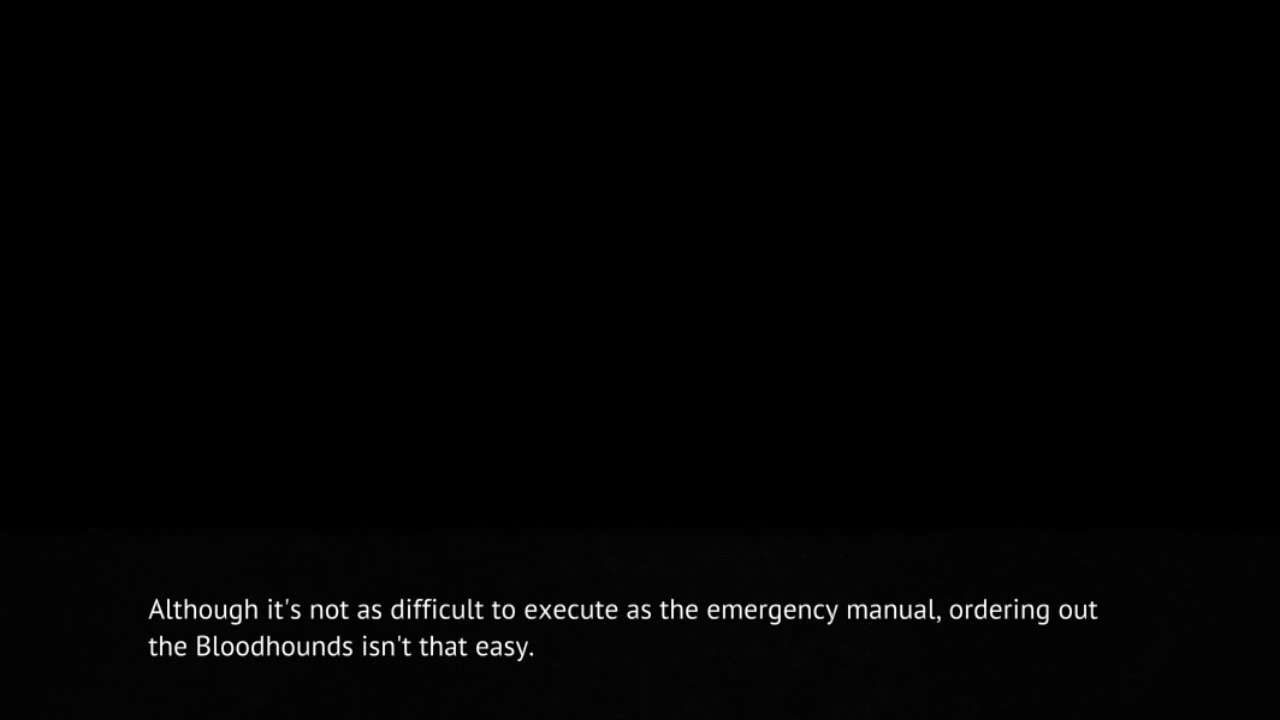 Although it's not as difficult to execute as the emergency manual, ordering out
the Bloodhounds isn't that easy.